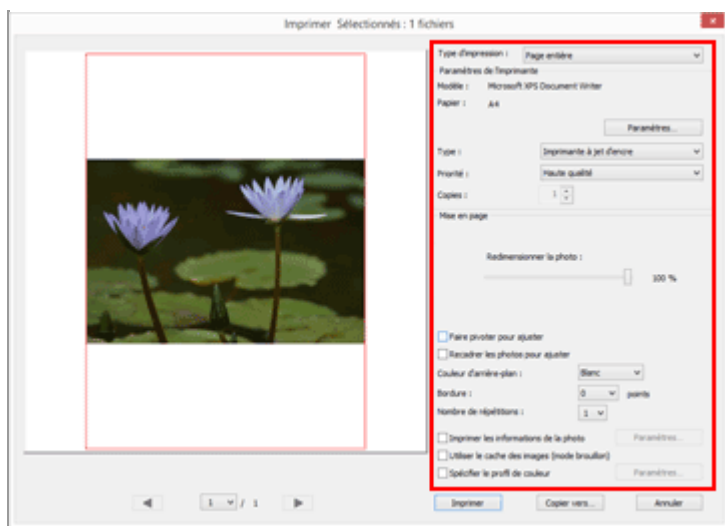 Imprimer Sélectionnés : 1 fichiers
Type d'impression : Page entière
Paramètres de l'imprimante
Modèle : Microsoft XPS Document Writer
Papier : A4
Paramètres...
Type : Imprimante à jet d'encre
Priorité : Haute qualité
Copies : 1
Mise en page
Redimensionner la photo :
100 %
Faire pivoter pour ajuster
Recadrer les photos pour ajuster
Couleur d'arrière-plan : Blanc
Bordure : 0 points
Nombre de répétitions : 1
Imprimer les informations de la photo Paramètres...
Utiliser le cache des images (mode brouillon)
Spécifier le profil de couleur Paramètres...
1 / 1 Imprimer Copier vers... Annuler